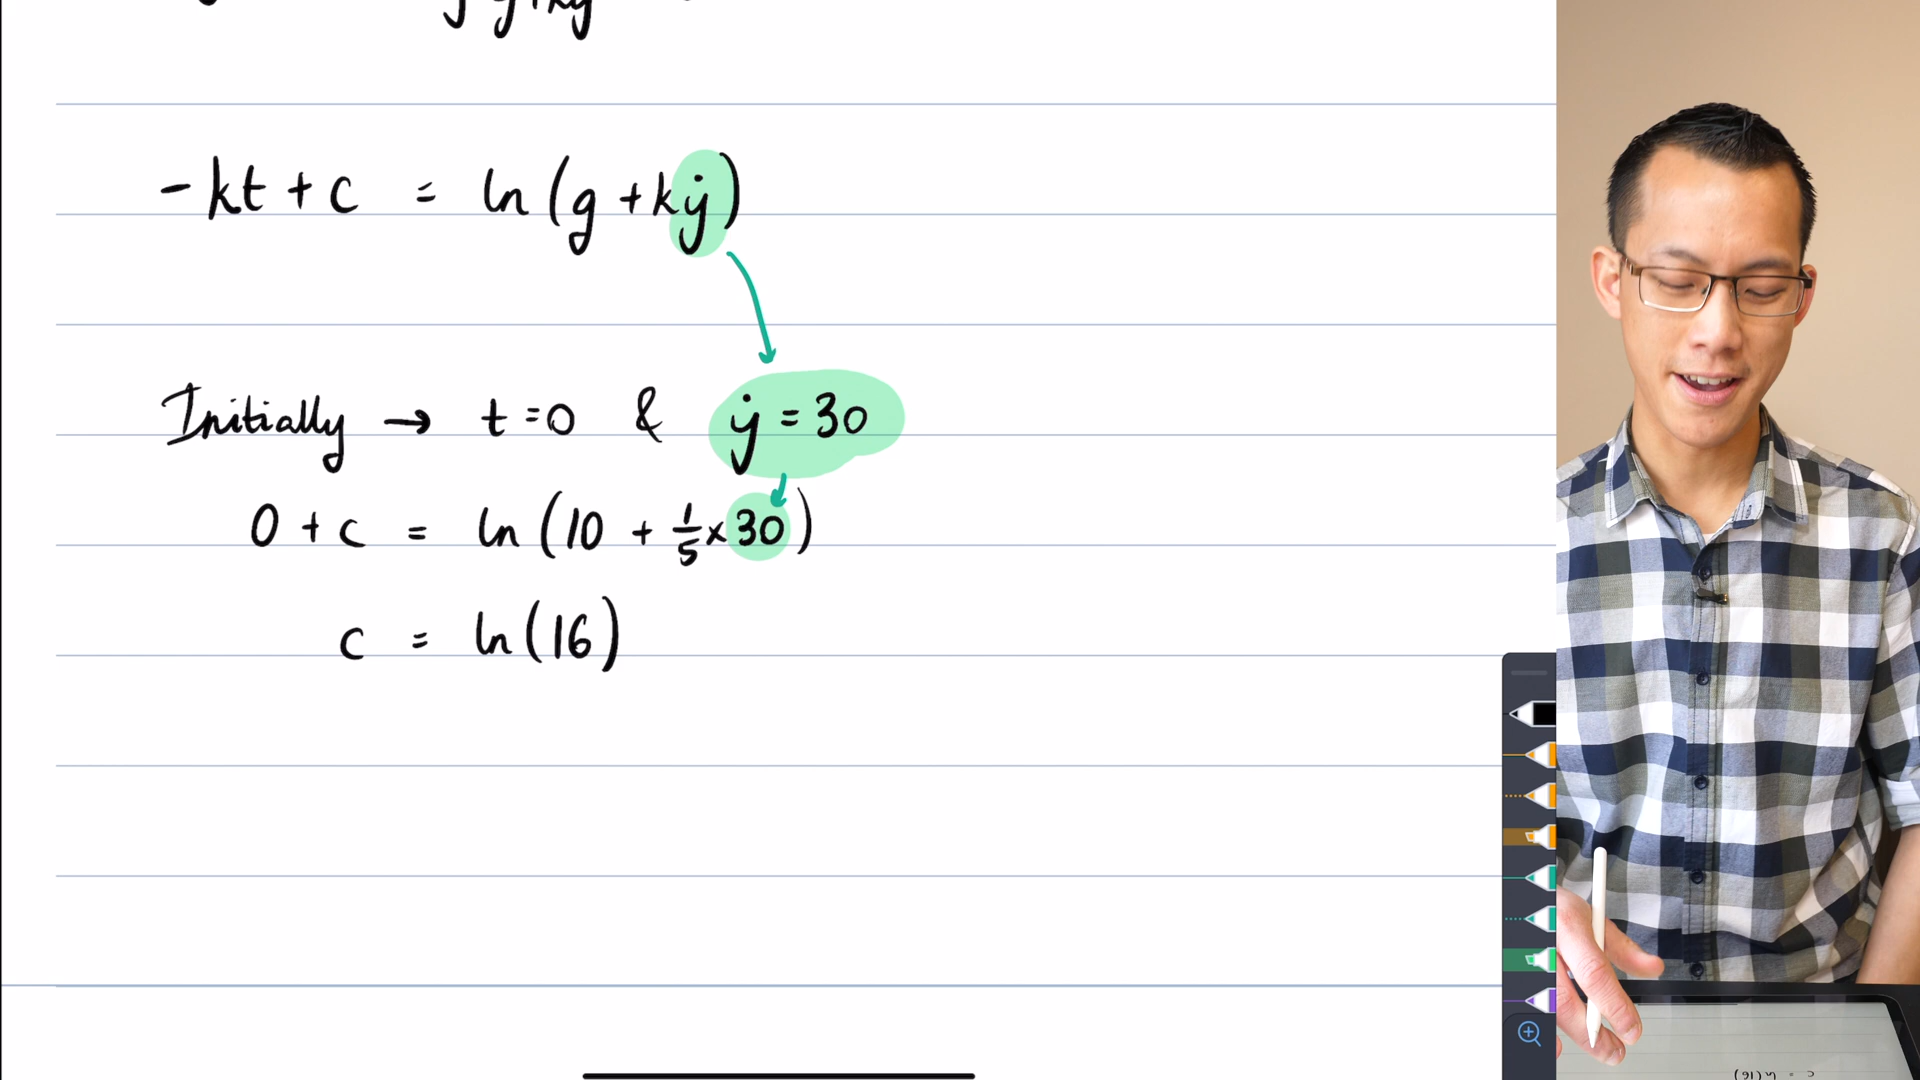 -kt + c = ln(g + kẏ)
Initially → t = 0 & ẏ = 30
0 + c = ln(10 + 1/5 × 30)
c = ln(16)